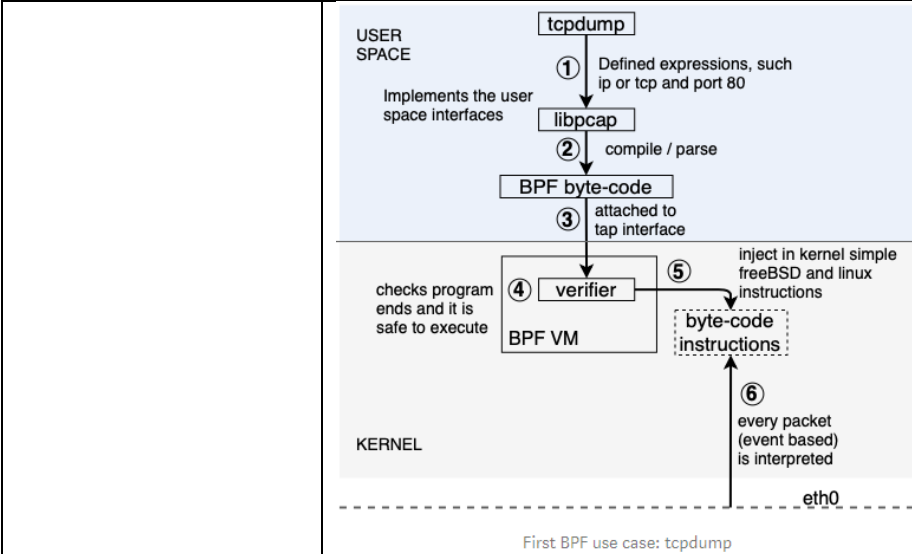 USER
SPACE
tcpdump
①
Defined expressions, such
ip or tcp and port 80
Implements the user
space interfaces
libpcap
②
compile / parse
BPF byte-code
③
attached to
tap interface
checks program
ends and it is
safe to execute
④
verifier
BPF VM
⑤
inject in kernel simple
freeBSD and linux
instructions
byte-code
instructions
⑥
every packet
(event based)
is interpreted
KERNEL
eth0
First BPF use case: tcpdump